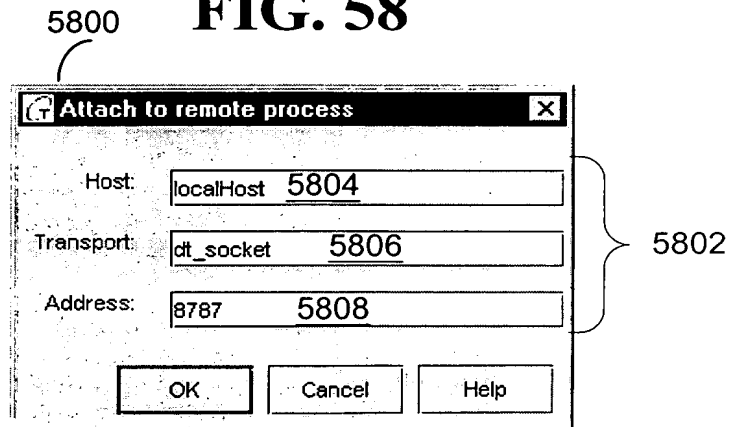 FIG. 58
5800
Attach to remote process
Host: localHost 5804
Transport: dt_socket 5806
5802
Address: 8787 5808
OK Cancel Help